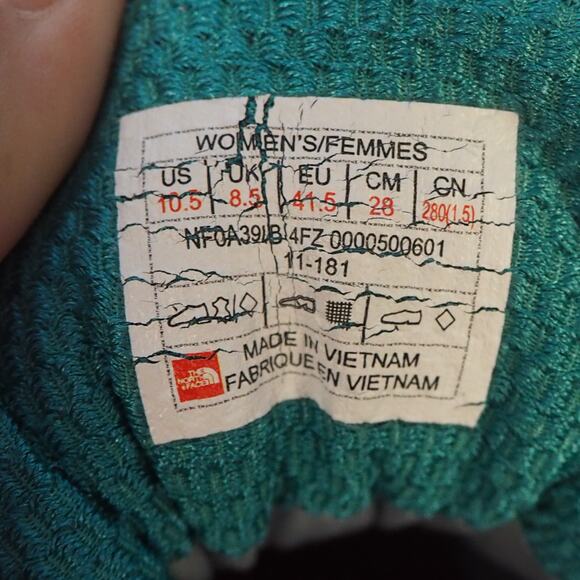 WOMEN'S/FEMMES
US UK EU CM CN
10.5 8.5 41.5 28 280(1.5)
4FZ 0000500601
11-181
MADE IN VIETNAM
FABRIQUE EN VIETNAM
THE NORTH FACE